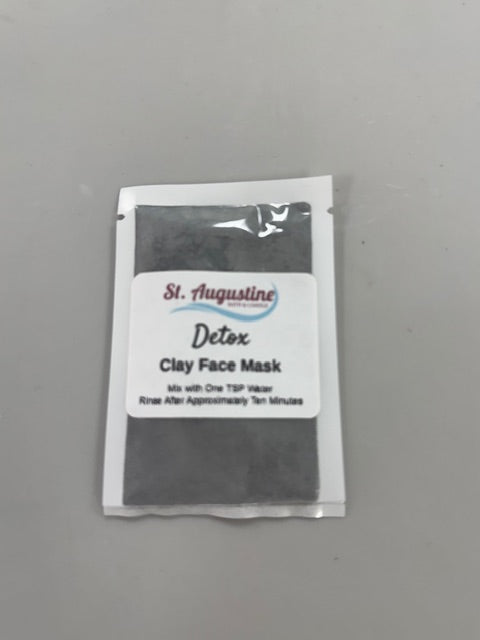 St. Augustine
Detox
Clay Face Mask
Mix with One TSP Water
Rinse After Approximately Ten Minutes